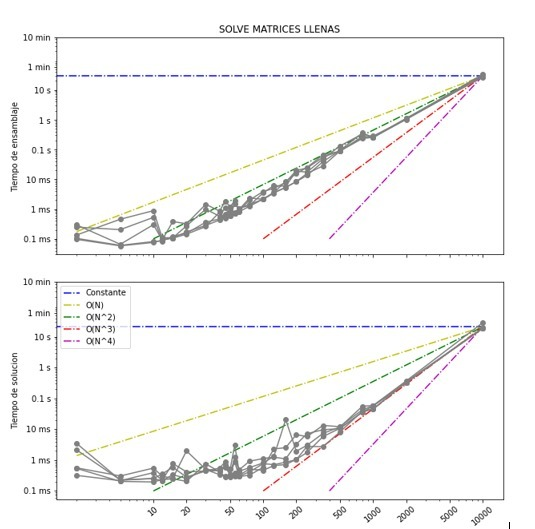 SOLVE MATRICES LLENAS
10 min
1 min
10 s
1 s
0.1 s
10 ms
1 ms
0.1 ms
Tiempo de ensamblaje
10 min
1 min
10 s
1 s
0.1 s
10 ms
1 ms
0.1 ms
Tiempo de solucion
Constante
O(N)
O(N^2)
O(N^3)
O(N^4)
10
20
50
100
200
500
1000
2000
5000
10000